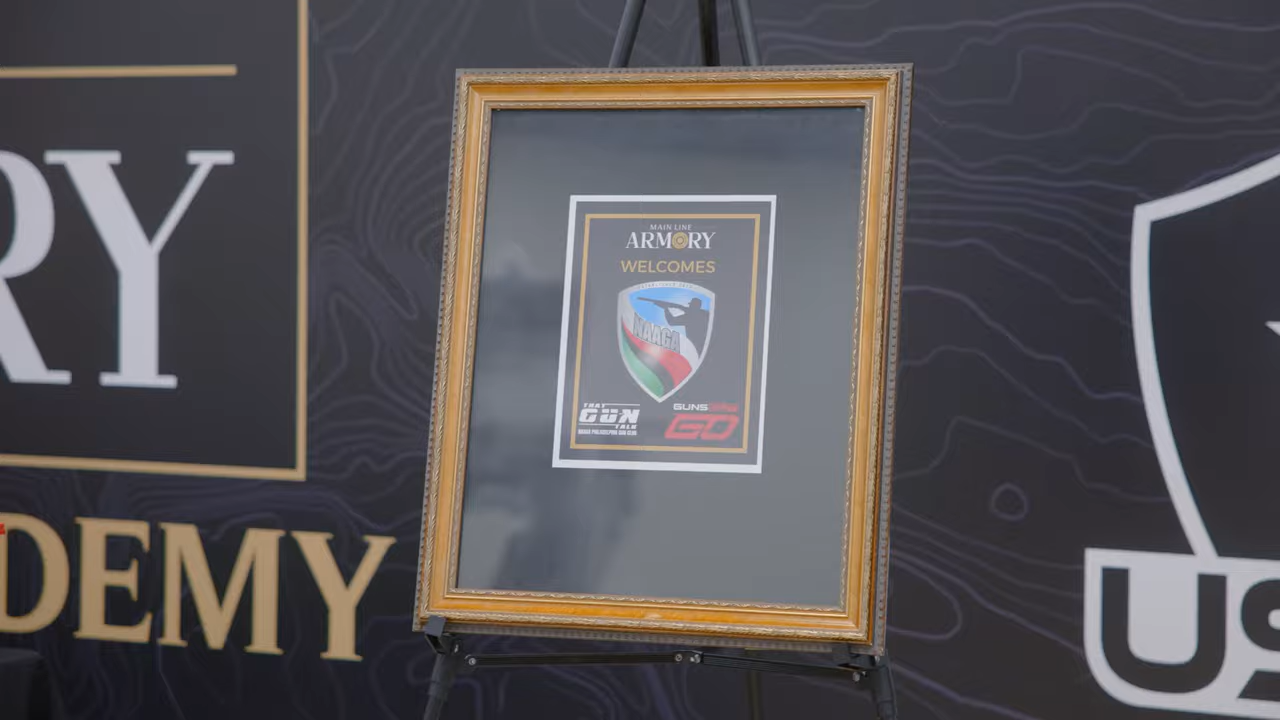 RY
DEMY
MAIN LINE
ARMORY
WELCOMES
NAAGA
THAT
GUN
TALK
GUNS
GO
US